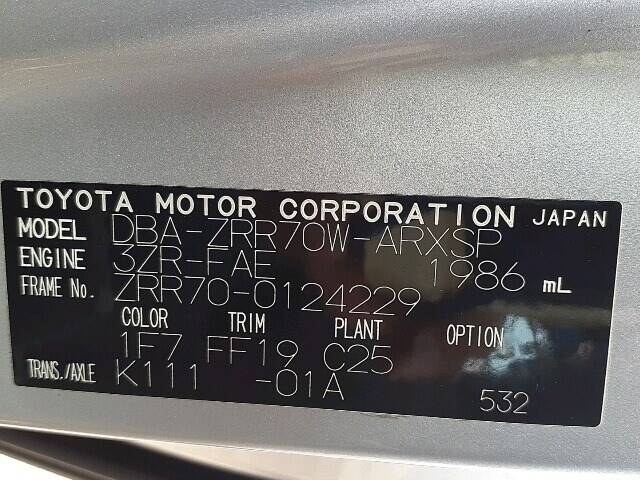 TOYOTA MOTOR CORPORATION JAPAN
MODEL DBA-ZRR70W-ARXSP
ENGINE 3ZR-FAE 1986 mL
FRAME No. ZRR70-0124229
COLOR TRIM PLANT OPTION
1F7 FF19 C25
TRANS./AXLE K111 -01A
532